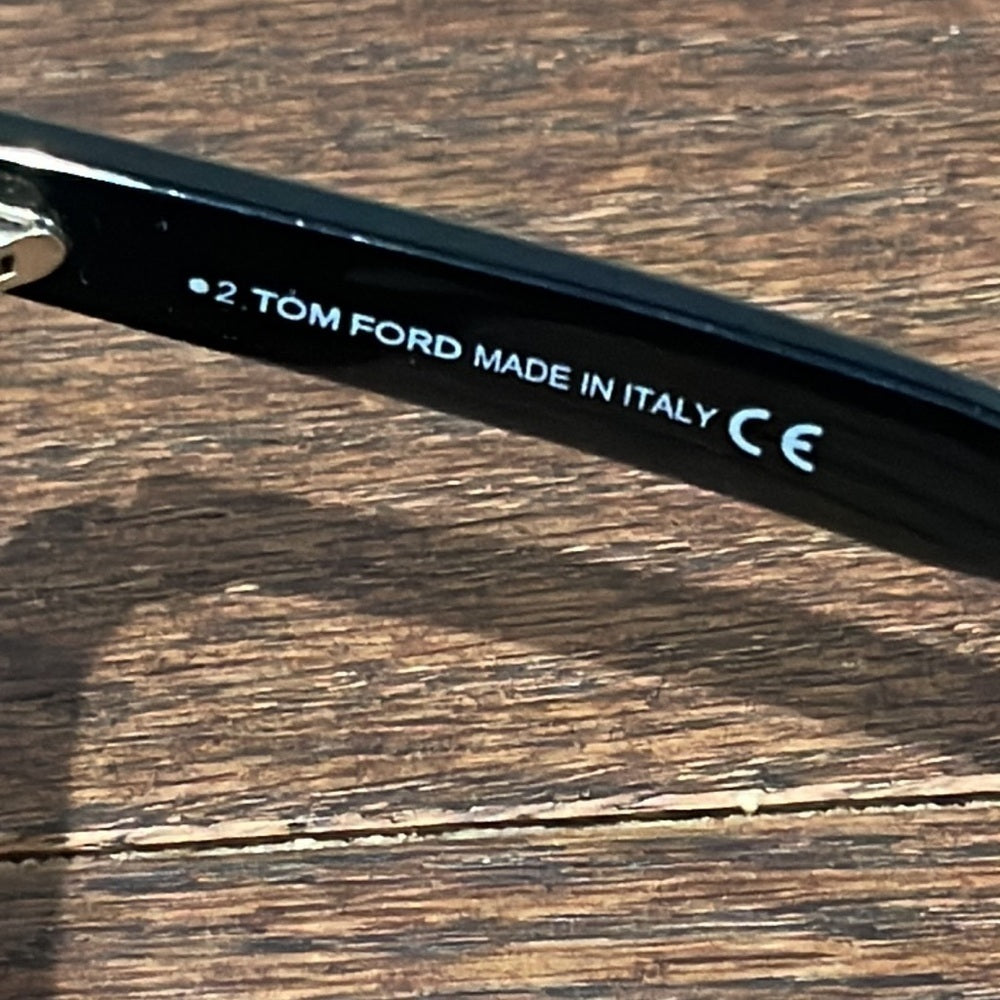 •2. TOM FORD MADE IN ITALY CE